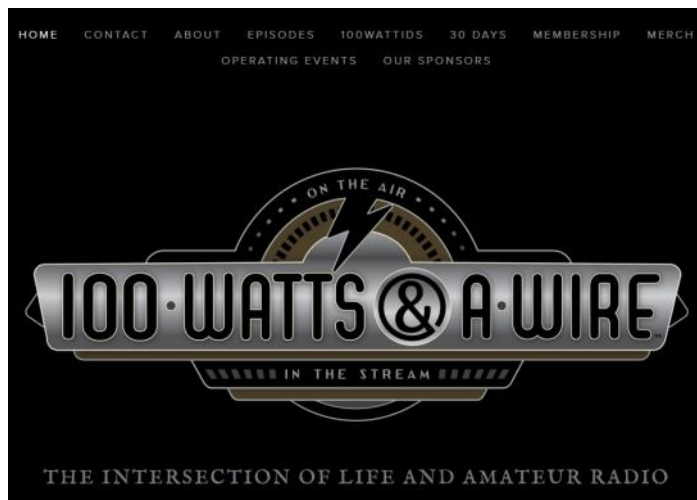 HOME CONTACT ABOUT EPISODES 100WATTIDS 30 DAYS MEMBERSHIP MERCH
OPERATING EVENTS OUR SPONSORS
ON THE AIR
100·WATTS & A·WIRE™
IN THE STREAM
THE INTERSECTION OF LIFE AND AMATEUR RADIO